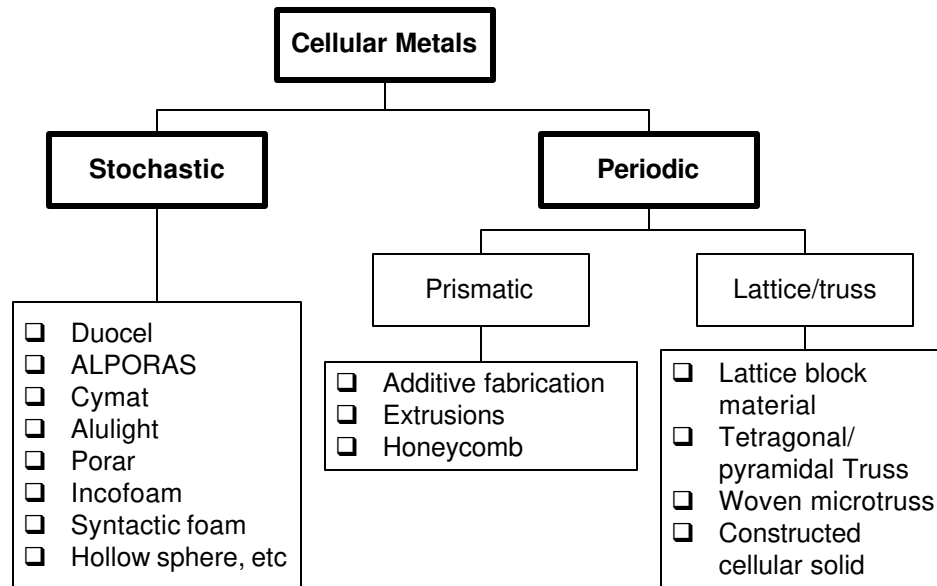 Cellular Metals
Stochastic
Periodic
Prismatic
Lattice/truss
❑ Duocel
❑ ALPORAS
❑ Cymat
❑ Alulight
❑ Porar
❑ Incofoam
❑ Syntactic foam
❑ Hollow sphere, etc
❑ Additive fabrication
❑ Extrusions
❑ Honeycomb
❑ Lattice block
material
❑ Tetragonal/
pyramidal Truss
❑ Woven microtruss
❑ Constructed
cellular solid